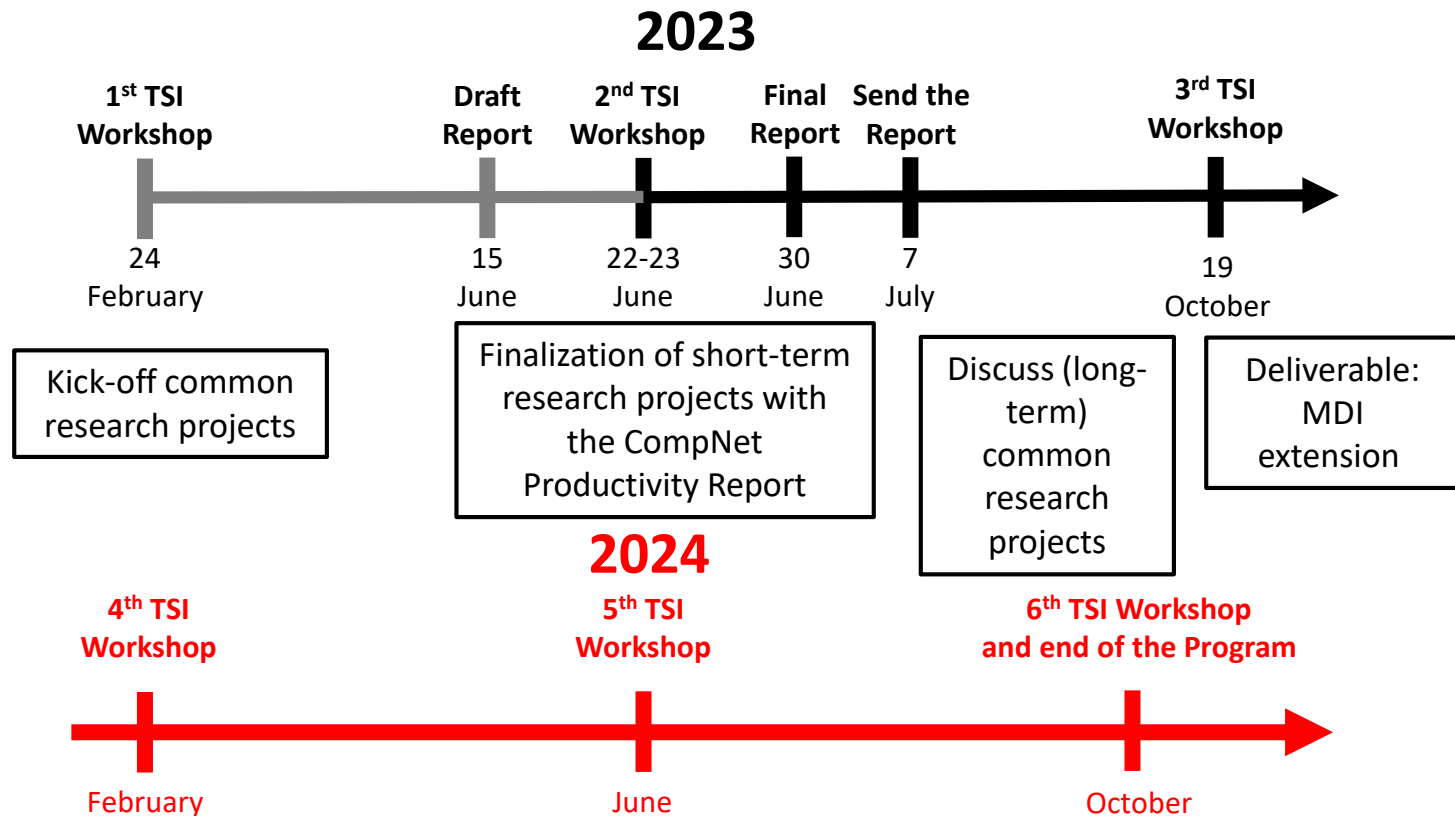 2023
1st TSI
Workshop
Draft
Report
2nd TSI
Workshop
Final
Report
Send the
Report
3rd TSI
Workshop
24
February
15
June
22-23
June
30
June
7
July
19
October
Kick-off common
research projects
Finalization of short-term
research projects with
the CompNet
Productivity Report
Discuss (long-
term)
common
research
projects
Deliverable:
MDI
extension
2024
4th TSI
Workshop
5th TSI
Workshop
6th TSI Workshop
and end of the Program
February
June
October